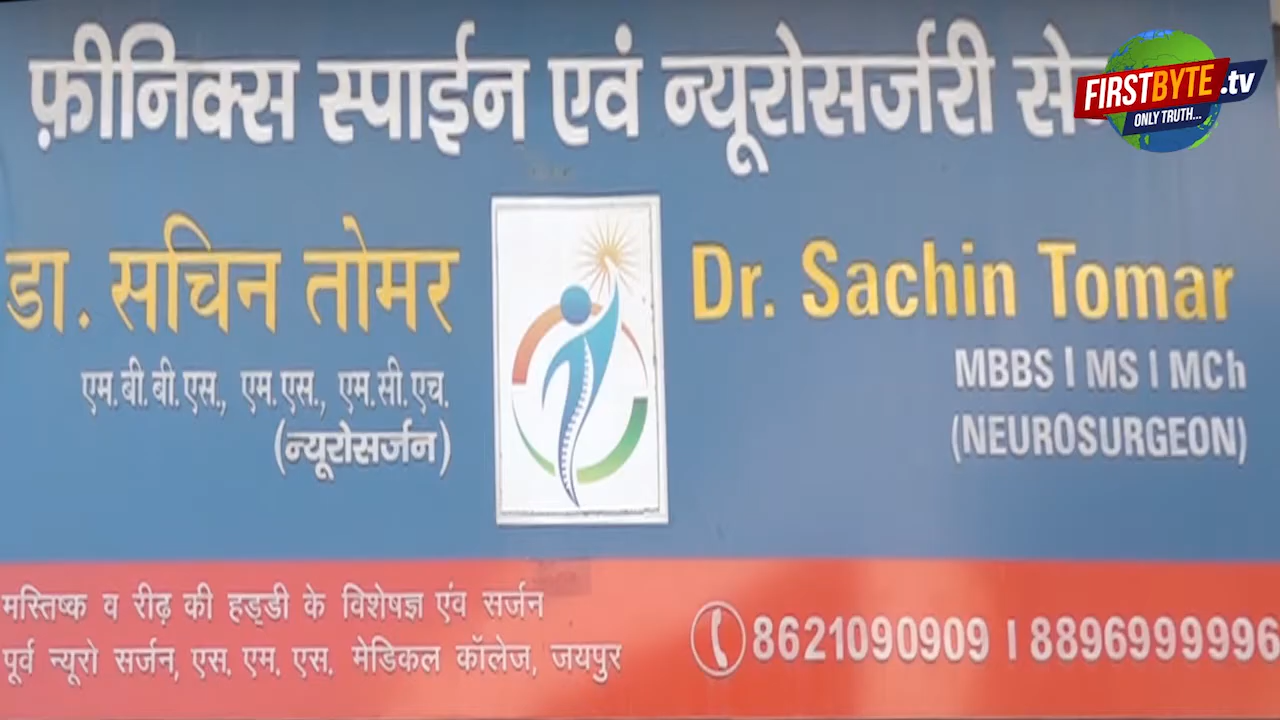 फ़ीनिक्स स्पाईन एवं न्यूरोसर्जरी
FIRSTBYTE.tv
ONLY TRUTH...
डा. सचिन तोमर
एम.बी.बी.एस., एम.एस., एम.सी.एच.
(न्यूरोसर्जन)
Dr. Sachin Tomar
MBBS | MS | MCh
(NEUROSURGEON)
मस्तिष्क व रीढ़ की हड्डी के विशेषज्ञ एंव सर्जन
पूर्व न्यूरो सर्जन, एस. एम. एस. मेडिकल कॉलेज, जयपुर
8621090909 | 8896999996